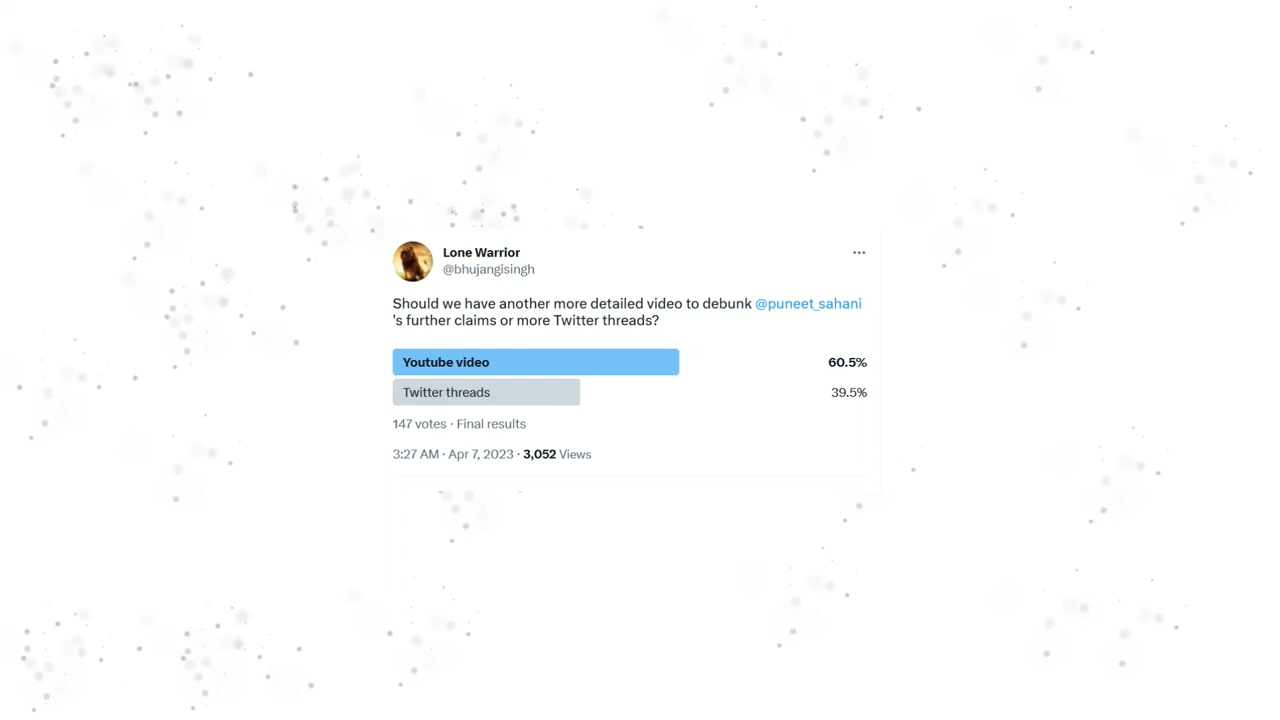 Lone Warrior
@bhujangisingh
Should we have another more detailed video to debunk @puneet_sahani
's further claims or more Twitter threads?
Youtube video 60.5%
Twitter threads 39.5%
147 votes · Final results
3:27 AM · Apr 7, 2023 · 3,052 Views